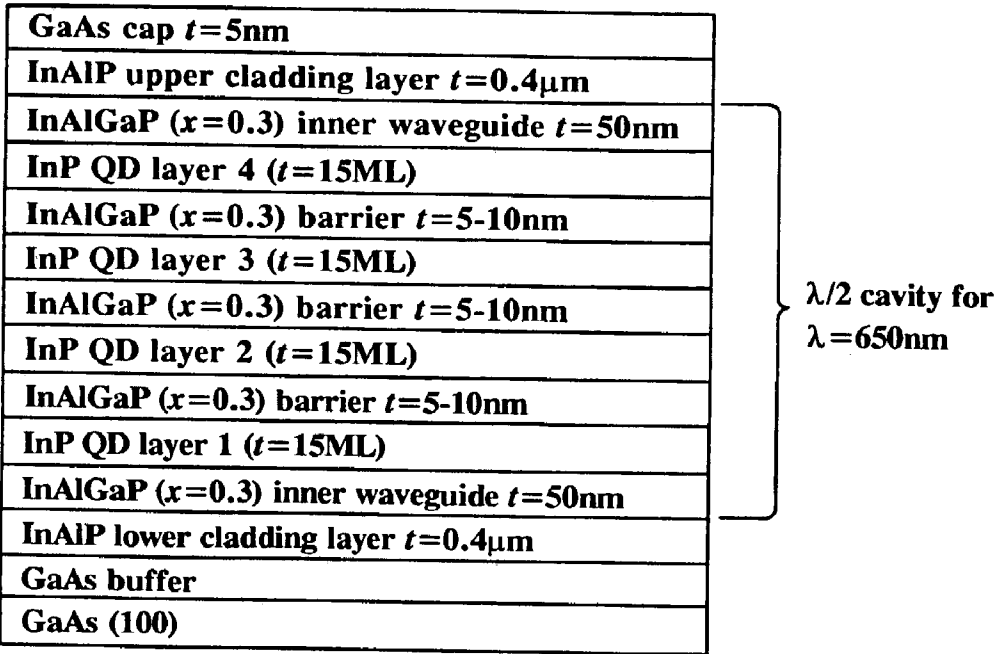 GaAs cap t=5nm
InAlP upper cladding layer t=0.4μm
InAlGaP (x=0.3) inner waveguide t=50nm
InP QD layer 4 (t=15ML)
InAlGaP (x=0.3) barrier t=5-10nm
InP QD layer 3 (t=15ML)
InAlGaP (x=0.3) barrier t=5-10nm
InP QD layer 2 (t=15ML)
InAlGaP (x=0.3) barrier t=5-10nm
InP QD layer 1 (t=15ML)
InAlGaP (x=0.3) inner waveguide t=50nm
InAlP lower cladding layer t=0.4μm
GaAs buffer
GaAs (100)
λ/2 cavity for
λ=650nm